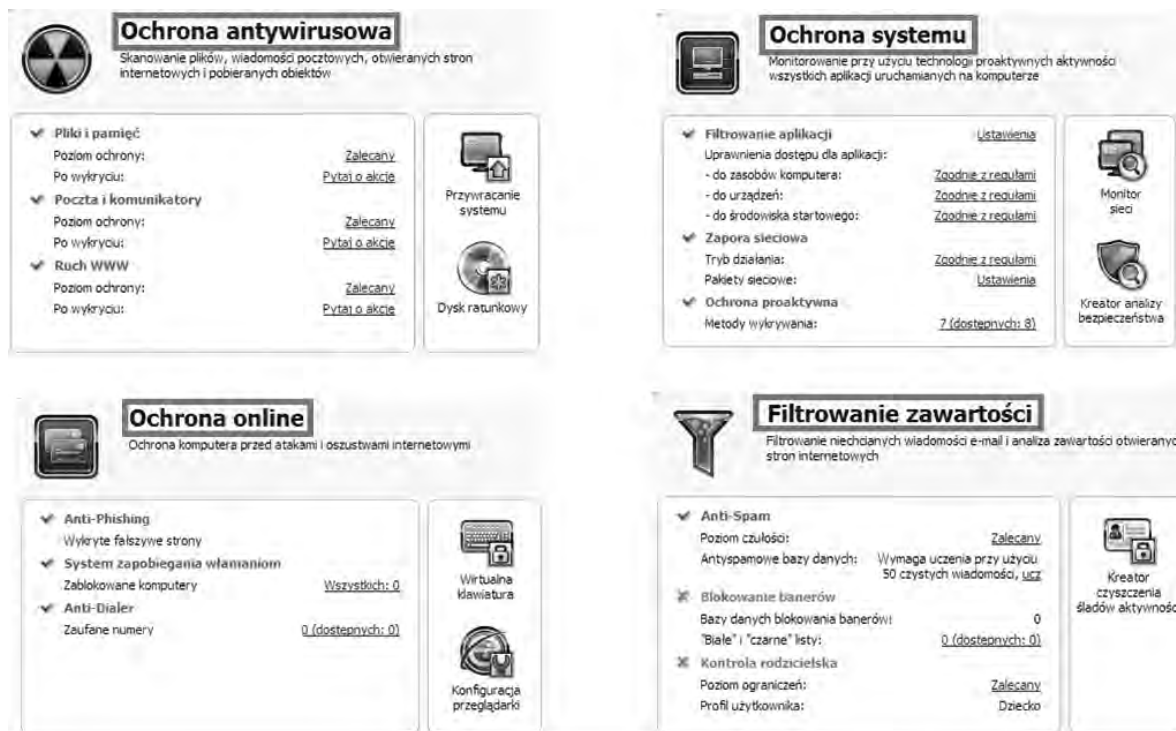 Ochrona antywirusowa
Skanowanie plików, wiadomości pocztowych, otwieranych stron
internetowych i pobieranych obiektów
Pliki i pamięć
Poziom ochrony: Zalecany
Po wykryciu: Pytaj o akcję
Poczta i komunikatory
Poziom ochrony: Zalecany
Po wykryciu: Pytaj o akcję
Ruch WWW
Poziom ochrony: Zalecany
Po wykryciu: Pytaj o akcję
Przywracanie
systemu
Dysk ratunkowy
Ochrona systemu
Monitorowanie przy użyciu technologii proaktywnych aktywności
wszystkich aplikacji uruchamianych na komputerze
Filtrowanie aplikacji Ustawienia
Uprawnienia dostępu dla aplikacji:
- do zasobów komputera: Zgodnie z regułami
- do urządzeń: Zgodnie z regułami
- do środowiska startowego: Zgodnie z regułami
Zapora sieciowa
Tryb działania: Zgodnie z regułami
Pakiety sieciowe: Ustawienia
Ochrona proaktywna
Metody wykrywania: 7 (dostępnych: 8)
Monitor
sieci
Kreator analizy
bezpieczeństwa
Ochrona online
Ochrona komputera przed atakami i oszustwami internetowymi
Anti-Phishing
Wykryte fałszywe strony
System zapobiegania włamaniom
Zablokowane komputery Wszystkich: 0
Anti-Dialer
Zaufane numery 0 (dostępnych: 0)
Wirtualna
klawiatura
Konfiguracja
przeglądarki
Filtrowanie zawartości
Filtrowanie niechcianych wiadomości e-mail i analiza zawartości otwieranyc
stron internetowych
Anti-Spam
Poziom czułości: Zalecany
Antyspamowe bazy danych: Wymaga uczenia przy użyciu
50 czystych wiadomości, ucz
Blokowanie banerów
Bazy danych blokowania banerów: 0
"Białe" i "czarne" listy: 0 (dostępnych: 0)
Kontrola rodzicielska
Poziom ograniczeń: Zalecany
Profil użytkownika: Dziecko
Kreator
czyszczenia
śladów aktywnośc